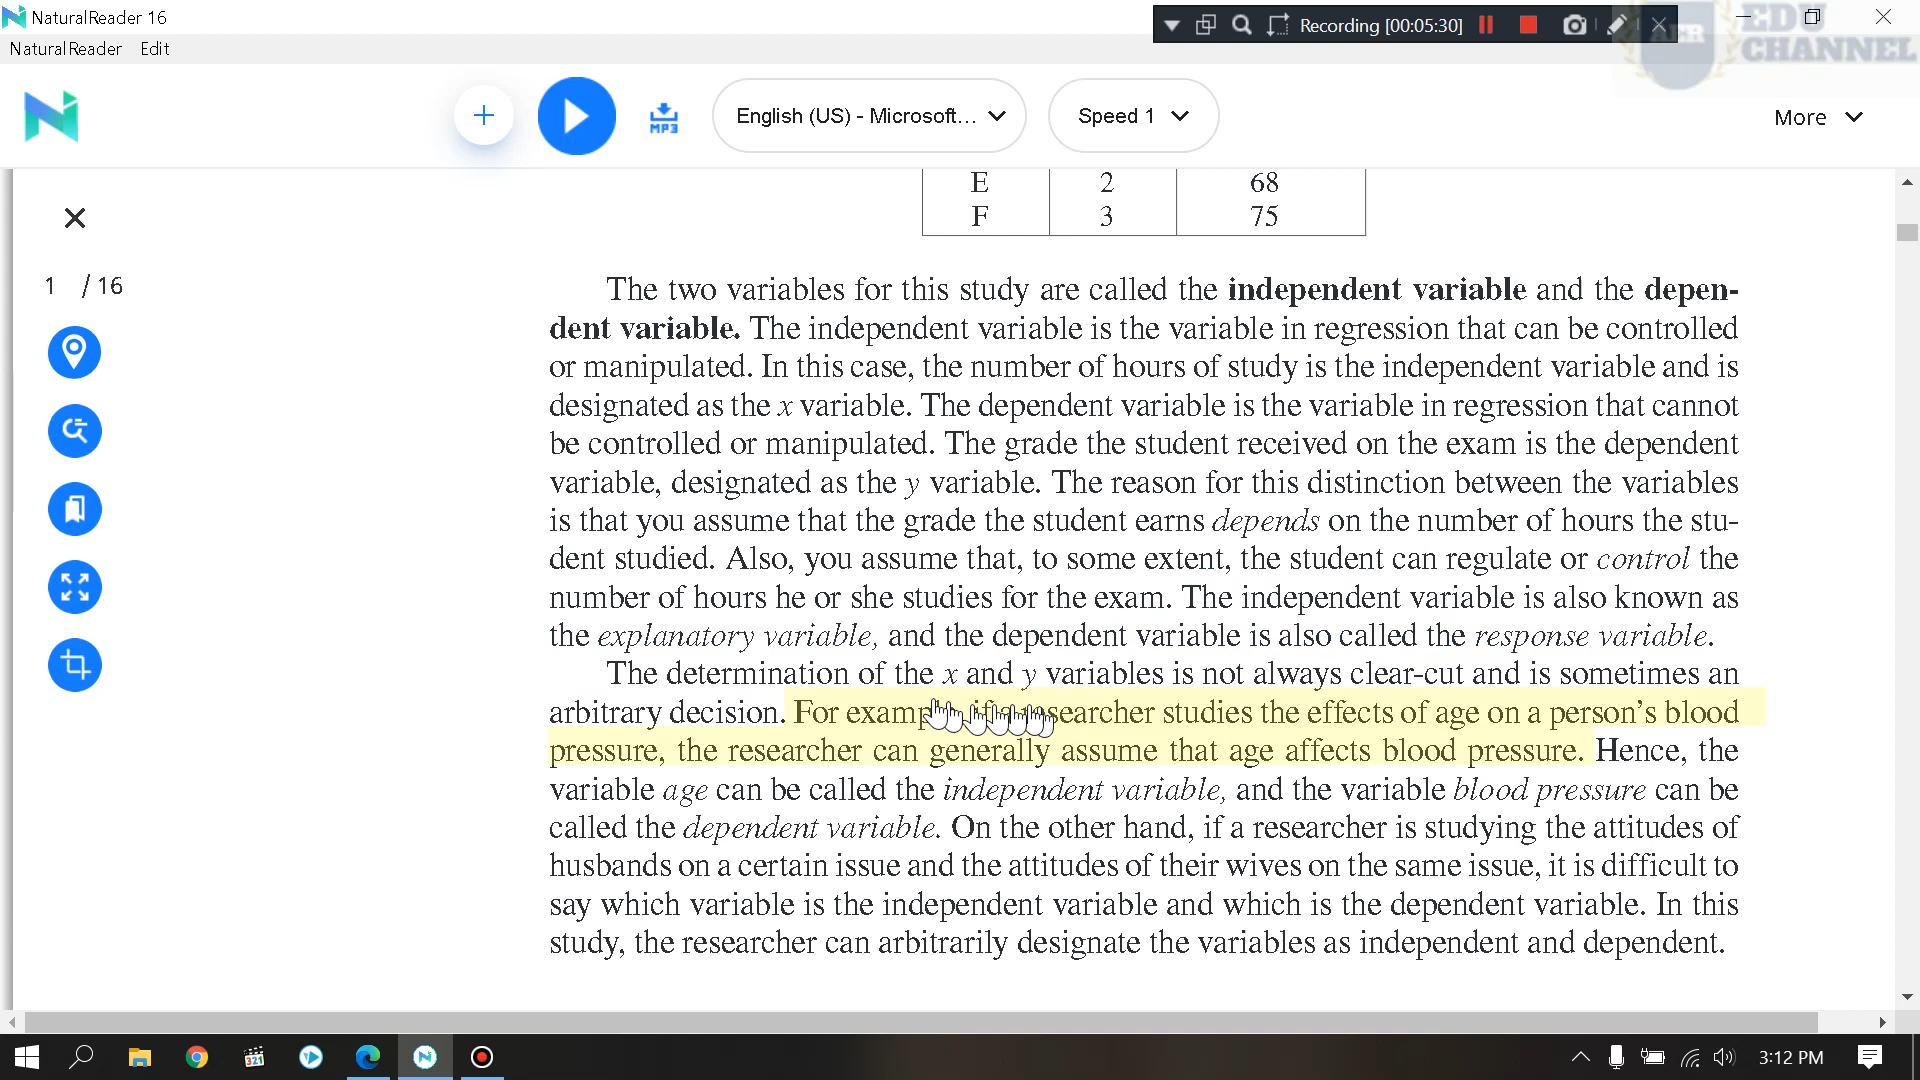 NaturalReader 16
Recording [00:05:30]
EDU
CHANNEL
AER
NaturalReader Edit
MP3
English (US) - Microsoft...
Speed 1
More
E 2 68
F 3 75
1 / 16
The two variables for this study are called the independent variable and the depen-
dent variable. The independent variable is the variable in regression that can be controlled
or manipulated. In this case, the number of hours of study is the independent variable and is
designated as the x variable. The dependent variable is the variable in regression that cannot
be controlled or manipulated. The grade the student received on the exam is the dependent
variable, designated as the y variable. The reason for this distinction between the variables
is that you assume that the grade the student earns depends on the number of hours the stu-
dent studied. Also, you assume that, to some extent, the student can regulate or control the
number of hours he or she studies for the exam. The independent variable is also known as
the explanatory variable, and the dependent variable is also called the response variable.
The determination of the x and y variables is not always clear-cut and is sometimes an
arbitrary decision. For example, if a researcher studies the effects of age on a person's blood
pressure, the researcher can generally assume that age affects blood pressure. Hence, the
variable age can be called the independent variable, and the variable blood pressure can be
called the dependent variable. On the other hand, if a researcher is studying the attitudes of
husbands on a certain issue and the attitudes of their wives on the same issue, it is difficult to
say which variable is the independent variable and which is the dependent variable. In this
study, the researcher can arbitrarily designate the variables as independent and dependent.
321
3:12 PM